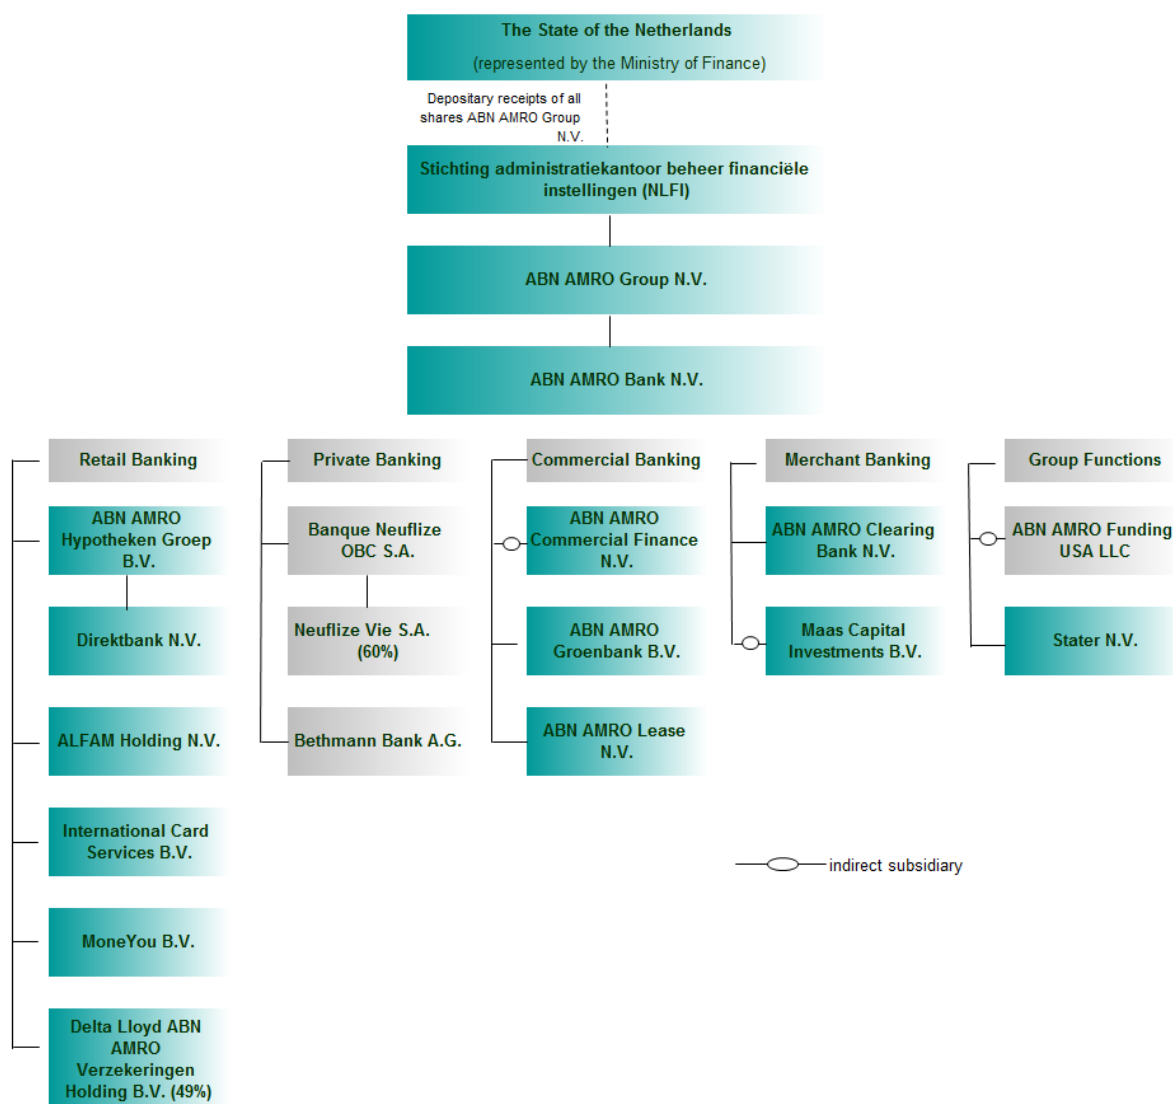 The State of the Netherlands
(represented by the Ministry of Finance)
Depositary receipts of all
shares ABN AMRO Group
N.V.
Stichting administratiekantoor beheer financiële
instellingen (NLFI)
ABN AMRO Group N.V.
ABN AMRO Bank N.V.
Retail Banking
ABN AMRO
Hypotheken Groep
B.V.
Direktbank N.V.
ALFAM Holding N.V.
International Card
Services B.V.
MoneYou B.V.
Delta Lloyd ABN
AMRO
Verzekeringen
Holding B.V. (49%)
Private Banking
Banque Neuflize
OBC S.A.
Neuflize Vie S.A.
(60%)
Bethmann Bank A.G.
Commercial Banking
ABN AMRO
Commercial Finance
N.V.
ABN AMRO
Groenbank B.V.
ABN AMRO Lease
N.V.
Merchant Banking
ABN AMRO Clearing
Bank N.V.
Maas Capital
Investments B.V.
Group Functions
ABN AMRO Funding
USA LLC
Stater N.V.
indirect subsidiary